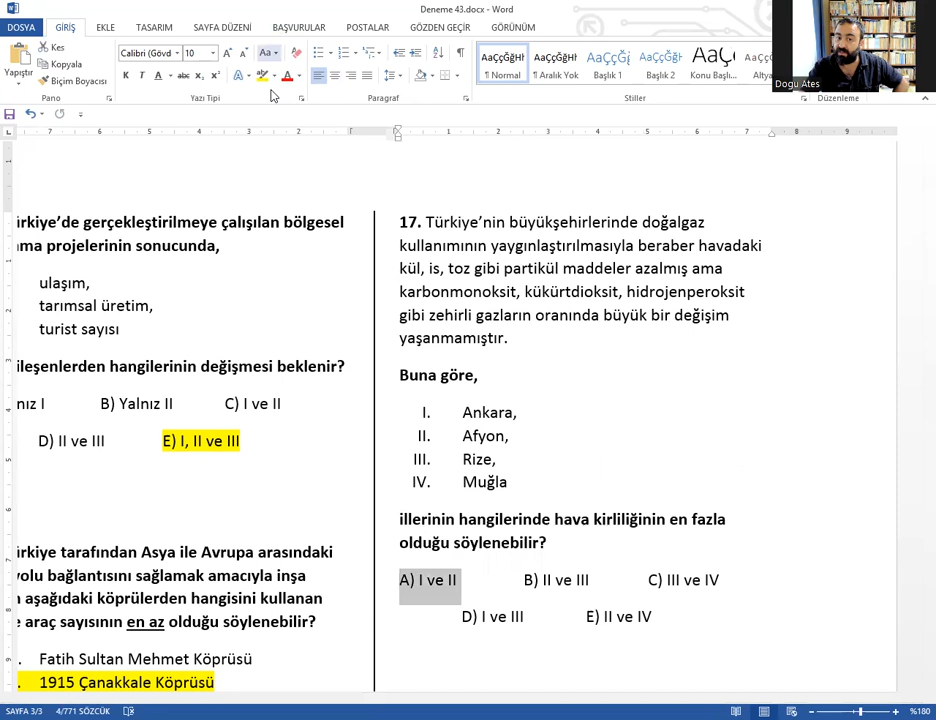 Deneme 43.docx - Word
DOSYA GİRİŞ EKLE TASARIM SAYFA DÜZENİ BAŞVURULAR POSTALAR GÖZDEN GEÇİR GÖRÜNÜM
Yapıştır
Kes
Kopyala
Biçim Boyacısı
Calibri (Gövd 10
AaBbCcÇçĞğHł
¶ Normal
¶ Aralık Yok
Başlık 1
Başlık 2
Konu Başlı...
Altya
Pano
Yazı Tipi
Paragraf
Stiller
Düzenleme
Dogu Ates
ürkiye’de gerçekleştirilmeye çalışılan bölgesel
ma projelerinin sonucunda,
ulaşım,
tarımsal üretim,
turist sayısı
ileşenlerden hangilerinin değişmesi beklenir?
nız I B) Yalnız II C) I ve II
D) II ve III E) I, II ve III
ürkiye tarafından Asya ile Avrupa arasındaki
yolu bağlantısını sağlamak amacıyla inşa
n aşağıdaki köprülerden hangisini kullanan
e araç sayısının en az olduğu söylenebilir?
Fatih Sultan Mehmet Köprüsü
1915 Çanakkale Köprüsü
17. Türkiye’nin büyükşehirlerinde doğalgaz
kullanımının yaygınlaştırılmasıyla beraber havadaki
kül, is, toz gibi partikül maddeler azalmış ama
karbonmonoksit, kükürtdioksit, hidrojenperoksit
gibi zehirli gazların oranında büyük bir değişim
yaşanmamıştır.
Buna göre,
I. Ankara,
II. Afyon,
III. Rize,
IV. Muğla
illerinin hangilerinde hava kirliliğinin en fazla
olduğu söylenebilir?
A) I ve II B) II ve III C) III ve IV
D) I ve III E) II ve IV
SAYFA 3/3 4/771 SÖZCÜK
%180